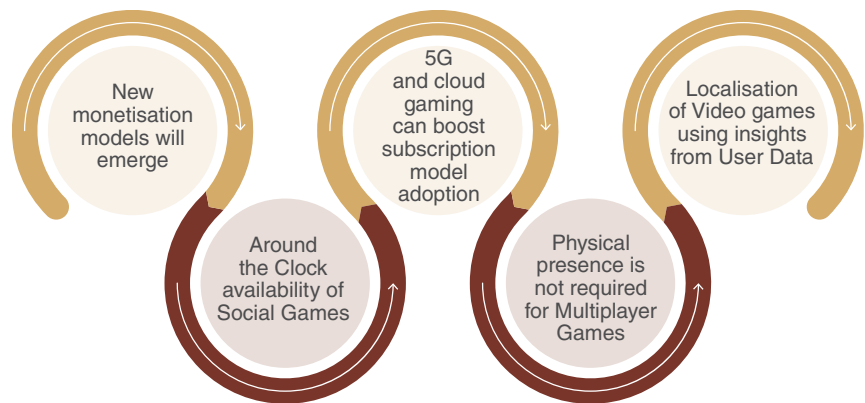 New
monetisation
models will
emerge
Around
the Clock
availability of
Social Games
5G
and cloud
gaming
can boost
subscription
model
adoption
Physical
presence is
not required
for Multiplayer
Games
Localisation
of Video games
using insights
from User Data